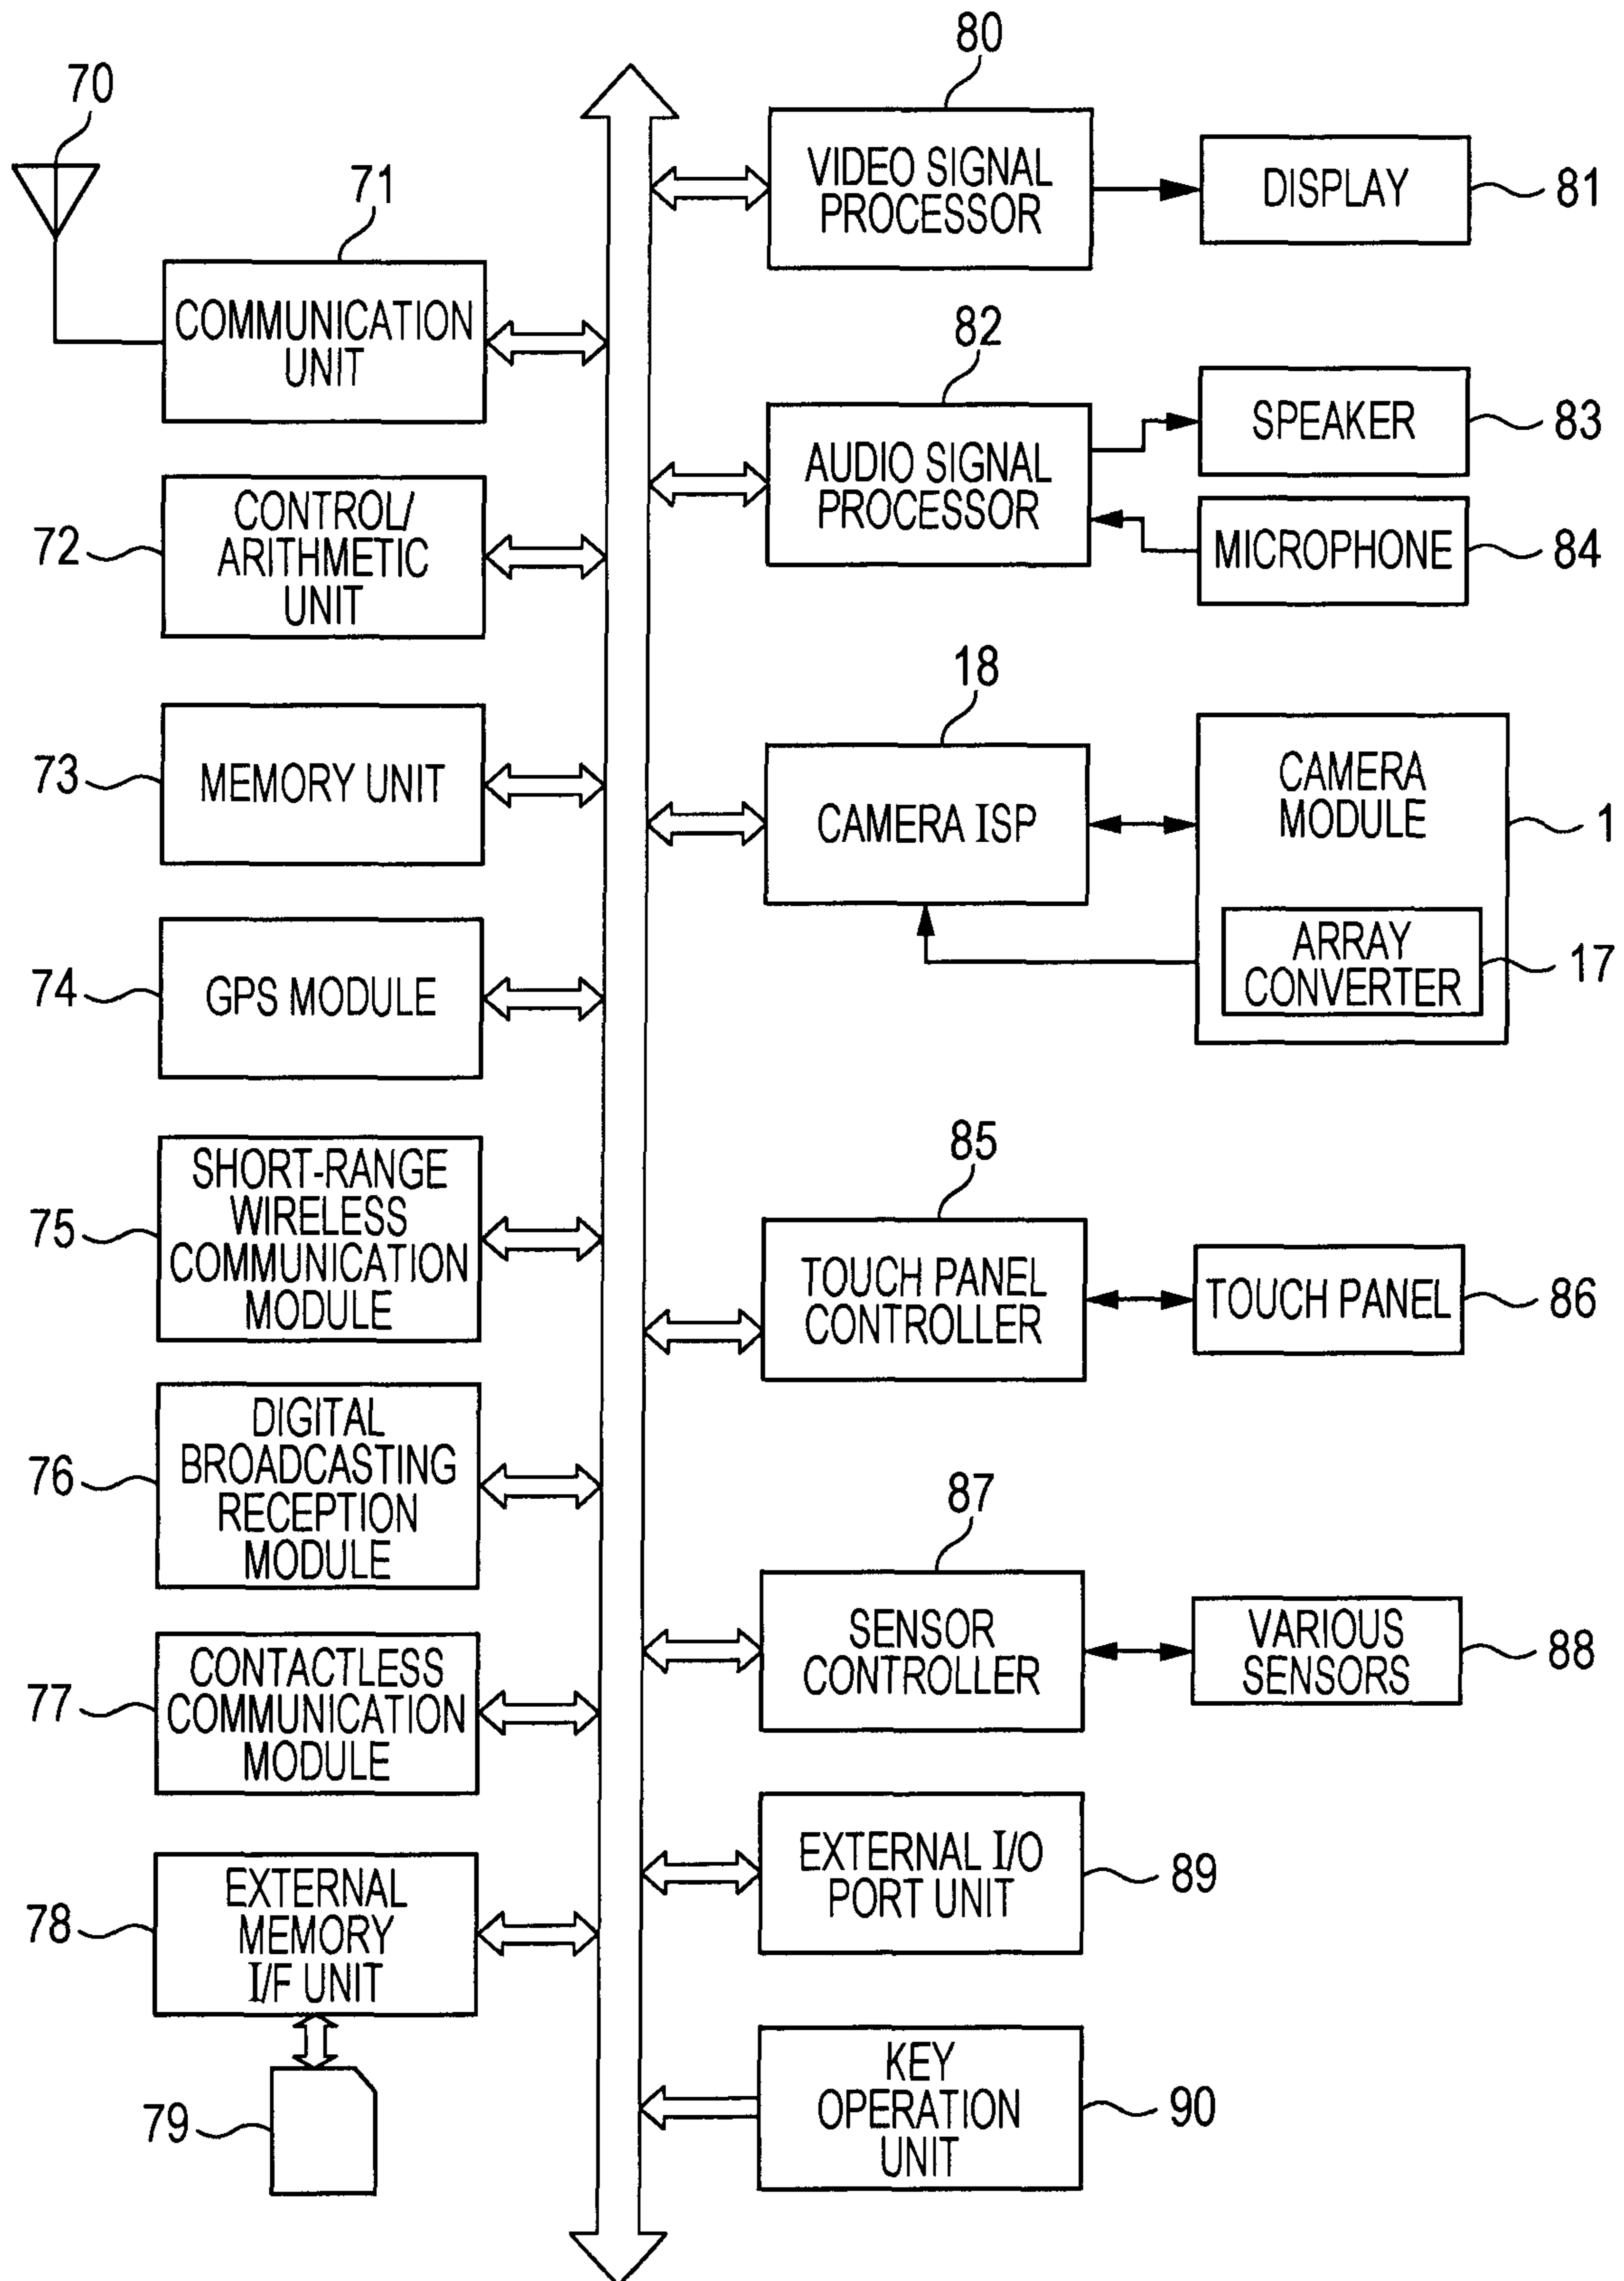 70
71
COMMUNICATION
UNIT
72
CONTROL/
ARITHMETIC
UNIT
73
MEMORY UNIT
74
GPS MODULE
75
SHORT-RANGE
WIRELESS
COMMUNICATION
MODULE
76
DIGITAL
BROADCASTING
RECEPTION
MODULE
77
CONTACTLESS
COMMUNICATION
MODULE
78
EXTERNAL
MEMORY
I/F UNIT
79
80
VIDEO SIGNAL
PROCESSOR
DISPLAY
81
82
AUDIO SIGNAL
PROCESSOR
SPEAKER
83
MICROPHONE
84
18
CAMERA ISP
CAMERA
MODULE
1
ARRAY
CONVERTER
17
85
TOUCH PANEL
CONTROLLER
TOUCH PANEL
86
87
SENSOR
CONTROLLER
VARIOUS
SENSORS
88
EXTERNAL I/O
PORT UNIT
89
KEY
OPERATION
UNIT
90